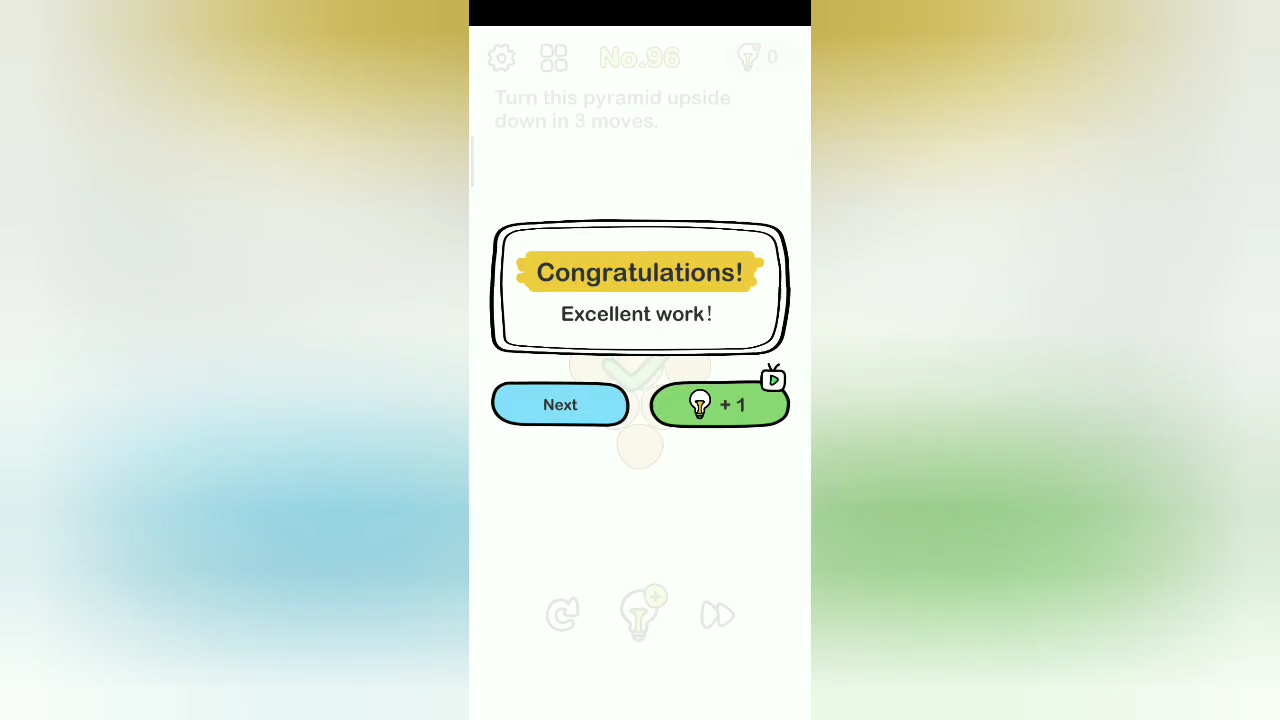 No.96
0
Turn this pyramid upside
down in 3 moves.
Congratulations!
Excellent work!
Next
+ 1